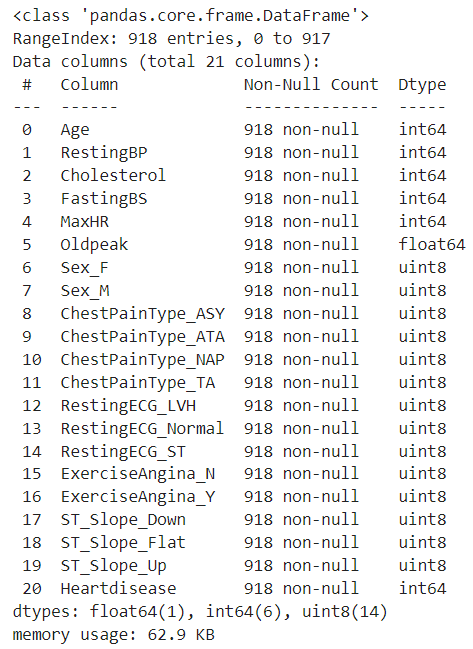 <class 'pandas.core.frame.DataFrame'>
RangeIndex: 918 entries, 0 to 917
Data columns (total 21 columns):
 #   Column             Non-Null Count  Dtype
---  ------             --------------  -----
 0   Age                918 non-null    int64
 1   RestingBP          918 non-null    int64
 2   Cholesterol        918 non-null    int64
 3   FastingBS          918 non-null    int64
 4   MaxHR              918 non-null    int64
 5   Oldpeak            918 non-null    float64
 6   Sex_F              918 non-null    uint8
 7   Sex_M              918 non-null    uint8
 8   ChestPainType_ASY  918 non-null    uint8
 9   ChestPainType_ATA  918 non-null    uint8
 10  ChestPainType_NAP  918 non-null    uint8
 11  ChestPainType_TA   918 non-null    uint8
 12  RestingECG_LVH     918 non-null    uint8
 13  RestingECG_Normal  918 non-null    uint8
 14  RestingECG_ST      918 non-null    uint8
 15  ExerciseAngina_N   918 non-null    uint8
 16  ExerciseAngina_Y   918 non-null    uint8
 17  ST_Slope_Down      918 non-null    uint8
 18  ST_Slope_Flat      918 non-null    uint8
 19  ST_Slope_Up        918 non-null    uint8
 20  Heartdisease       918 non-null    int64
dtypes: float64(1), int64(6), uint8(14)
memory usage: 62.9 KB